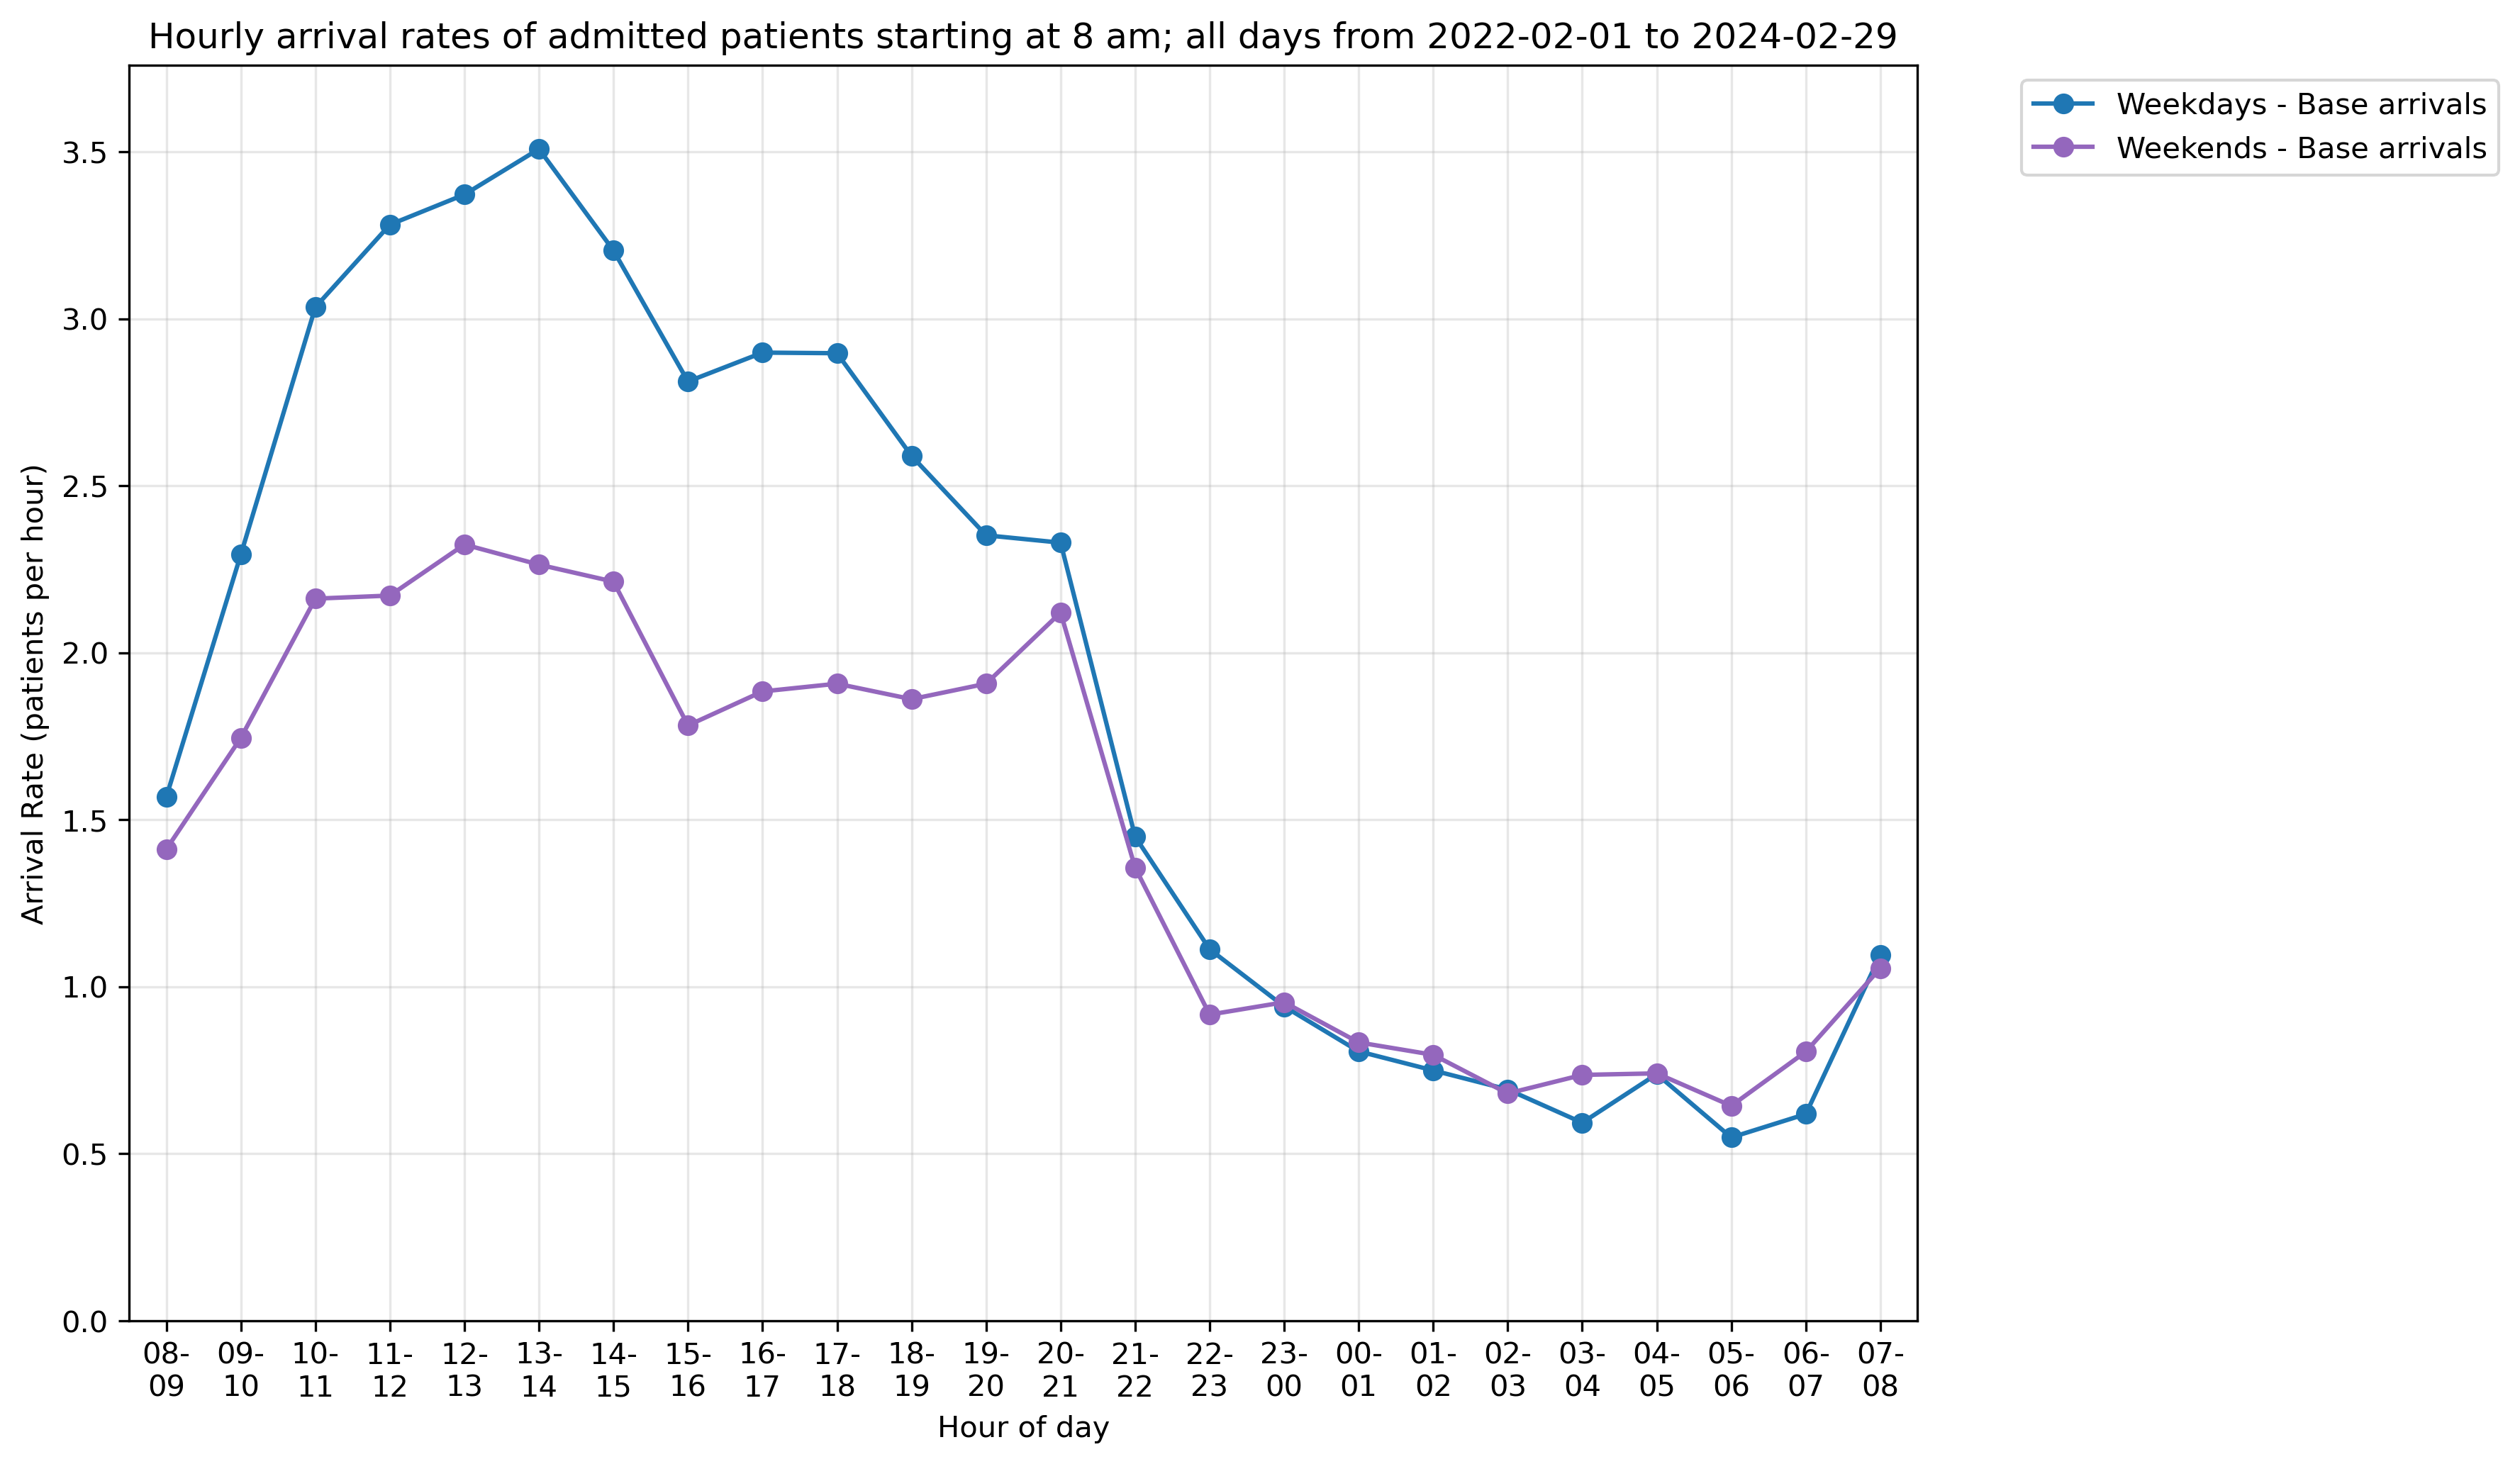 Hourly arrival rates of admitted patients starting at 8 am; all days from 2022-02-01 to 2024-02-29
Weekdays - Base arrivals
Weekends - Base arrivals
Arrival Rate (patients per hour)
3.5
3.0
2.5
2.0
1.5
1.0
0.5
0.0
08- 09- 10- 11- 12- 13- 14- 15- 16- 17- 18- 19- 20- 21- 22- 23- 00- 01- 02- 03- 04- 05- 06- 07-
09 10 11 12 13 14 15 16 17 18 19 20 21 22 23 00 01 02 03 04 05 06 07 08
Hour of day